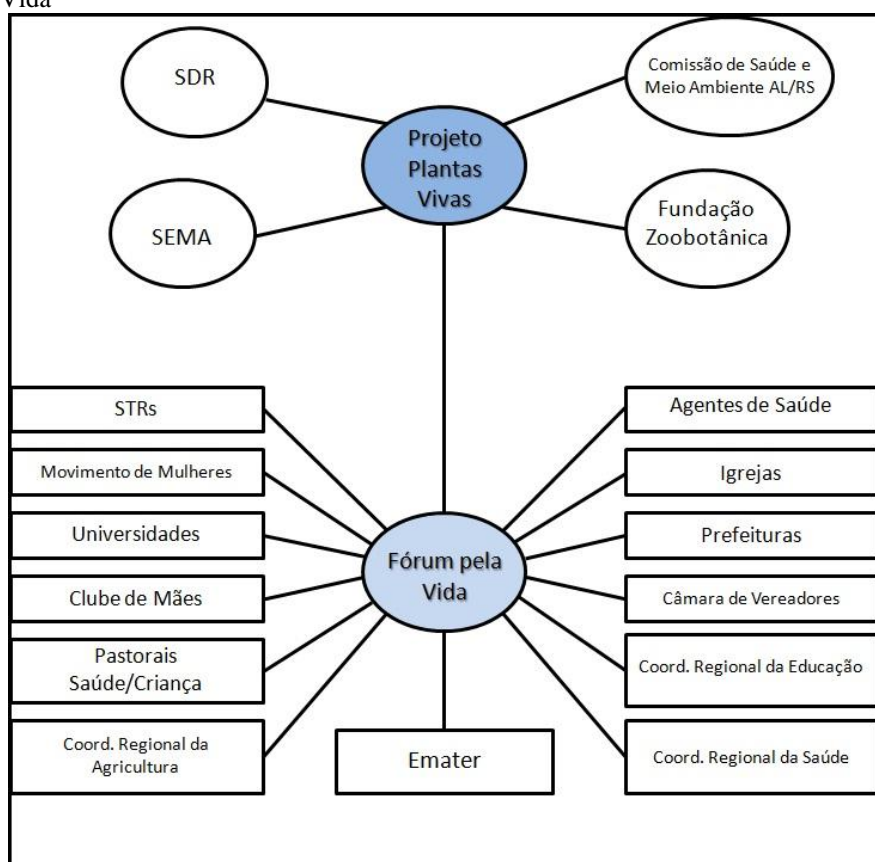 Vida
SDR
Comissão de Saúde e
Meio Ambiente AL/RS
Projeto
Plantas
Vivas
SEMA
Fundação
Zoobotânica
STRs
Agentes de Saúde
Movimento de Mulheres
Igrejas
Universidades
Prefeituras
Fórum pela
Vida
Clube de Mães
Câmara de Vereadores
Pastorais
Saúde/Criança
Coord. Regional da Educação
Coord. Regional da
Agricultura
Emater
Coord. Regional da Saúde